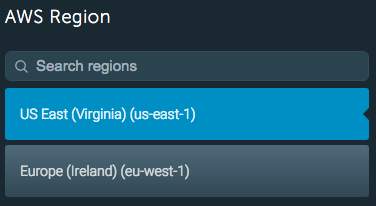 AWS Region
Search regions
US East (Virginia) (us-east-1)
Europe (Ireland) (eu-west-1)